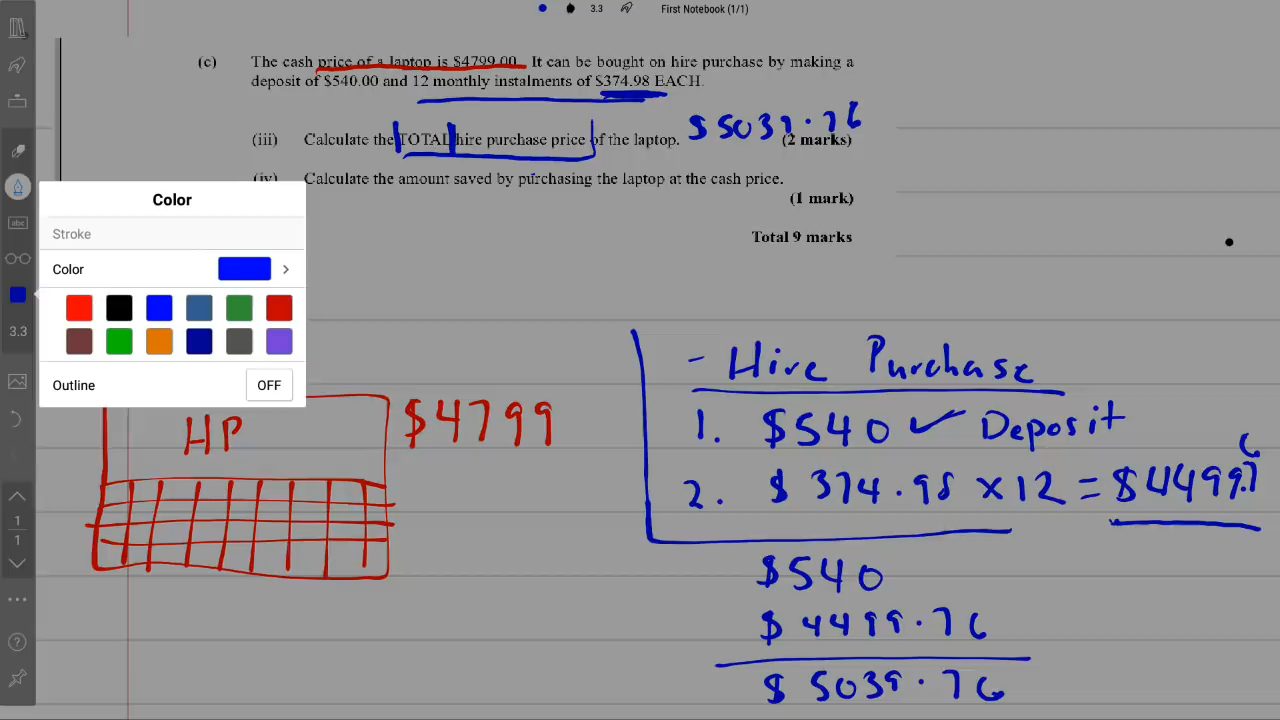 3.3 First Notebook (1/1)
(c) The cash price of a laptop is $4799.00. It can be bought on hire purchase by making a
deposit of $540.00 and 12 monthly instalments of $374.98 EACH.
$5039.76
(iii) Calculate the TOTAL hire purchase price of the laptop. (2 marks)
(iv) Calculate the amount saved by purchasing the laptop at the cash price.
(1 mark)
Total 9 marks
abc
3.3
1
1
Color
Stroke
Color
Outline OFF
HP $4799
- Hire Purchase
1. $540 ✓ Deposit
2. $374.98 ×12 = $4499.76
$540
$4499.76
$5039.76